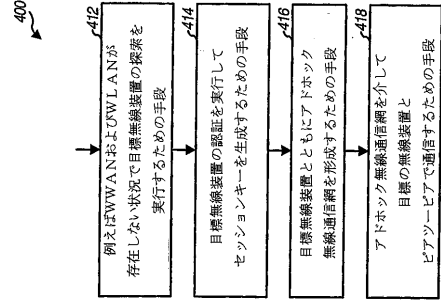 400
412
例えばWWANおよびWLANが
存在しない状況で目標無線装置の探索を
実行するための手段
414
目標無線装置の認証を実行して
セッションキーを生成するための手段
416
目標無線装置とともにアドホック
無線通信網を形成するための手段
418
アドホック無線通信網を介して
目標の無線装置と
ピアツーピアで通信するための手段